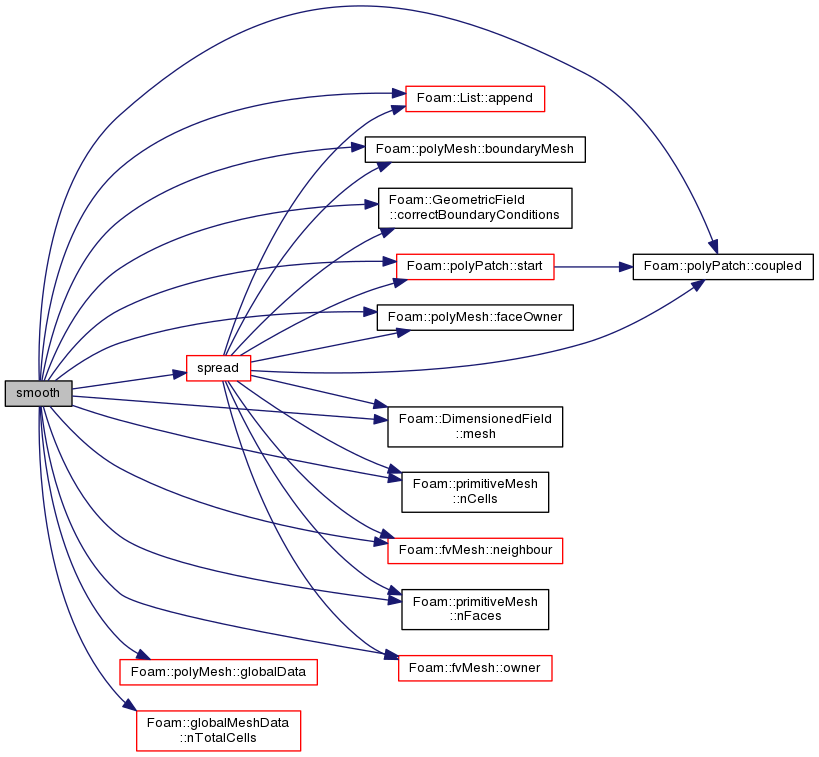 Foam::List::append
Foam::polyMesh::boundaryMesh
Foam::GeometricField
::correctBoundaryConditions
Foam::polyPatch::start
Foam::polyPatch::coupled
Foam::polyMesh::faceOwner
spread
smooth
Foam::DimensionedField
::mesh
Foam::primitiveMesh
::nCells
Foam::fvMesh::neighbour
Foam::primitiveMesh
::nFaces
Foam::fvMesh::owner
Foam::polyMesh::globalData
Foam::globalMeshData
::nTotalCells